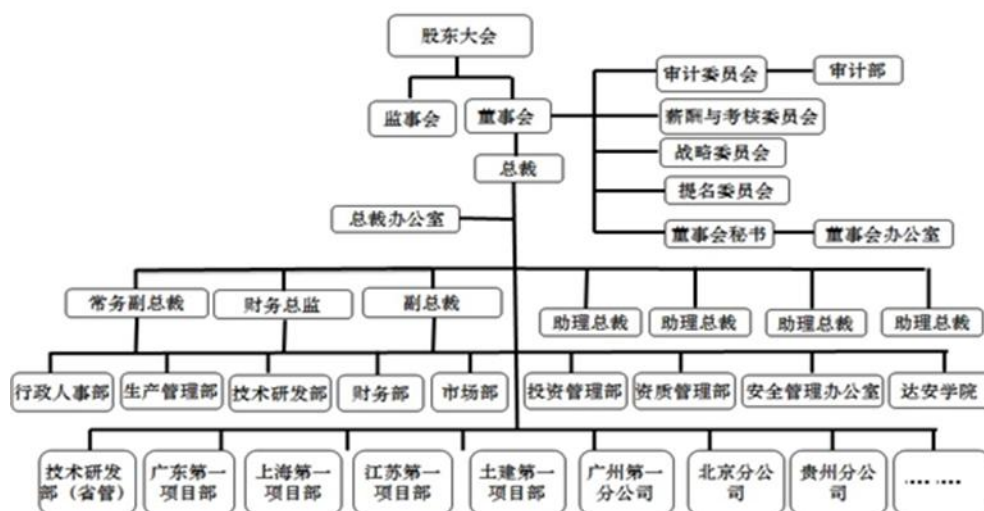 股东大会
监事会
董事会
审计委员会
审计部
薪酬与考核委员会
战略委员会
提名委员会
董事会秘书
董事会办公室
总裁
总裁办公室
常务副总裁
财务总监
副总裁
助理总裁
助理总裁
助理总裁
助理总裁
行政人事部
生产管理部
技术研发部
财务部
市场部
投资管理部
资质管理部
安全管理办公室
达安学院
技术研发
部（省管）
广东第一
项目部
上海第一
项目部
江苏第一
项目部
土建第一
项目部
广州第一
分公司
北京分公
司
贵州分公
司
……